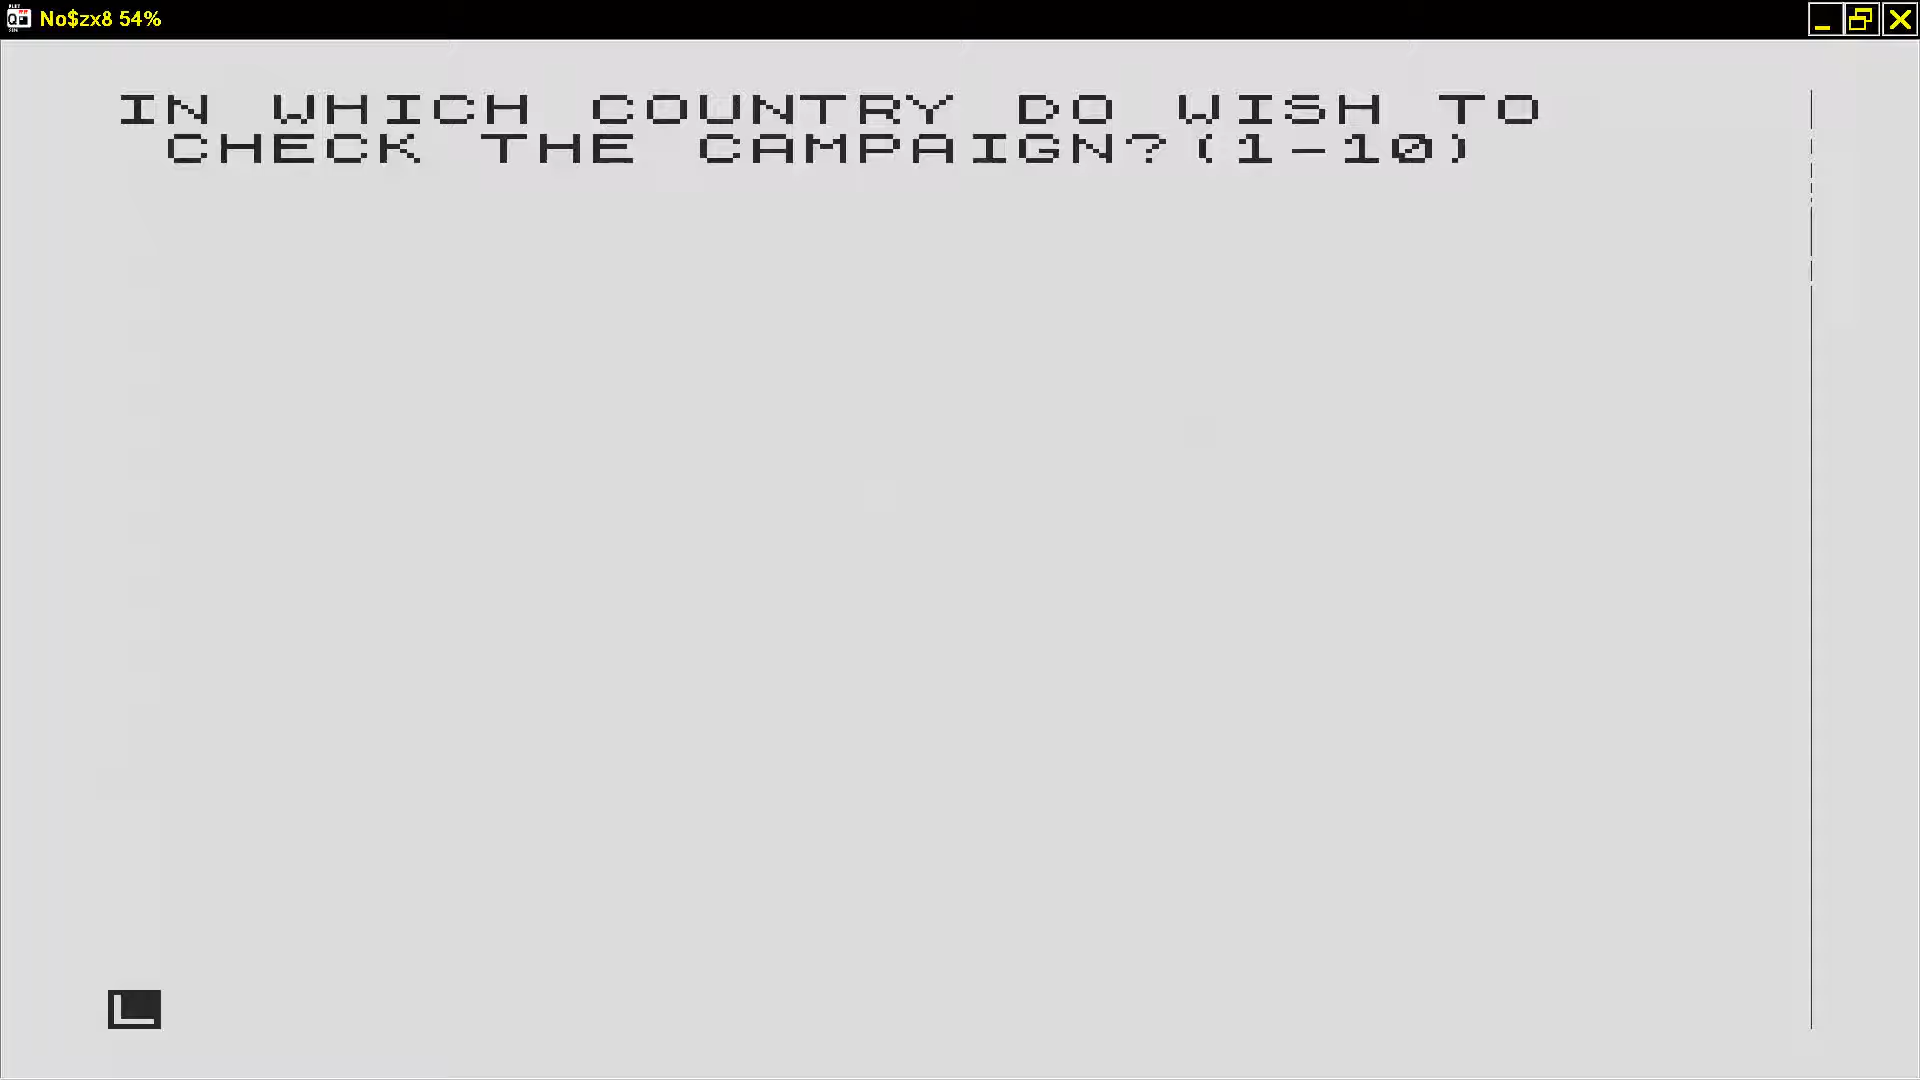 No$zx8 54%
IN WHICH COUNTRY DO WISH TO
CHECK THE CAMPAIGN?(1-10)
L